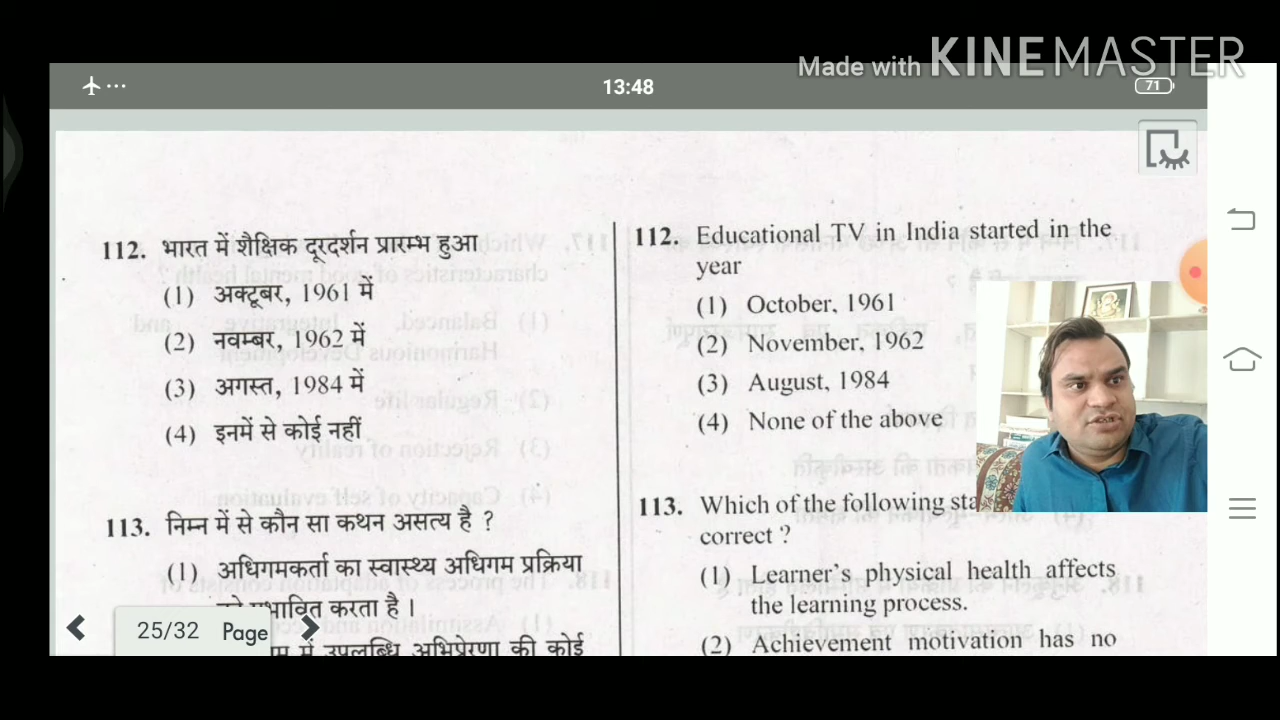 Made with KINEMASTER
13:48
71
112. भारत में शैक्षिक दूरदर्शन प्रारम्भ हुआ
(1) अक्टूबर, 1961 में
(2) नवम्बर, 1962 में
(3) अगस्त, 1984 में
(4) इनमें से कोई नहीं
113. निम्न में से कौन सा कथन असत्य है ?
(1) अधिगमकर्ता का स्वास्थ्य अधिगम प्रक्रिया
प्रभावित करता है ।
में उपलब्धि अभिप्रेरणा की कोई
25/32 Page
112. Educational TV in India started in the
year
(1) October, 1961
(2) November, 1962
(3) August, 1984
(4) None of the above
113. Which of the following
correct ?
(1) Learner's physical health affects
the learning process.
(2) Achievement motivation has no